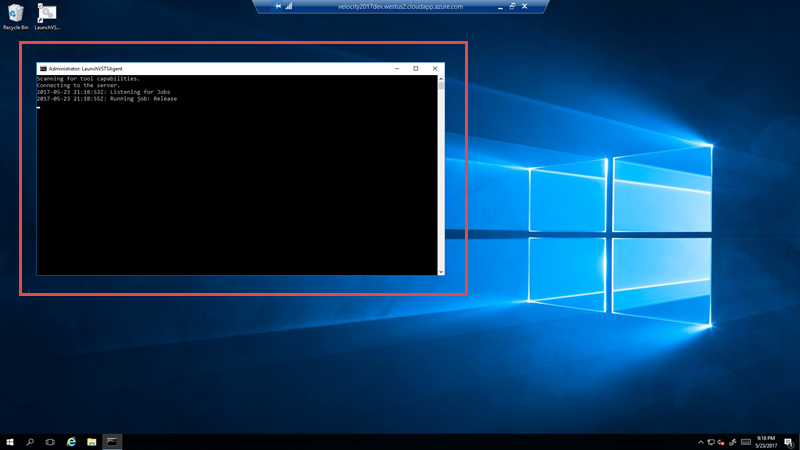 velocity2017dev.westus2.cloudapp.azure.com
Recycle Bin
LaunchVS...
Administrator: LaunchVSTSAgent
Scanning for tool capabilities.
Connecting to the server.
2017-05-23 21:18:53Z: Listening for Jobs
2017-05-23 21:18:55Z: Running job: Release
9:18 PM
5/23/2017